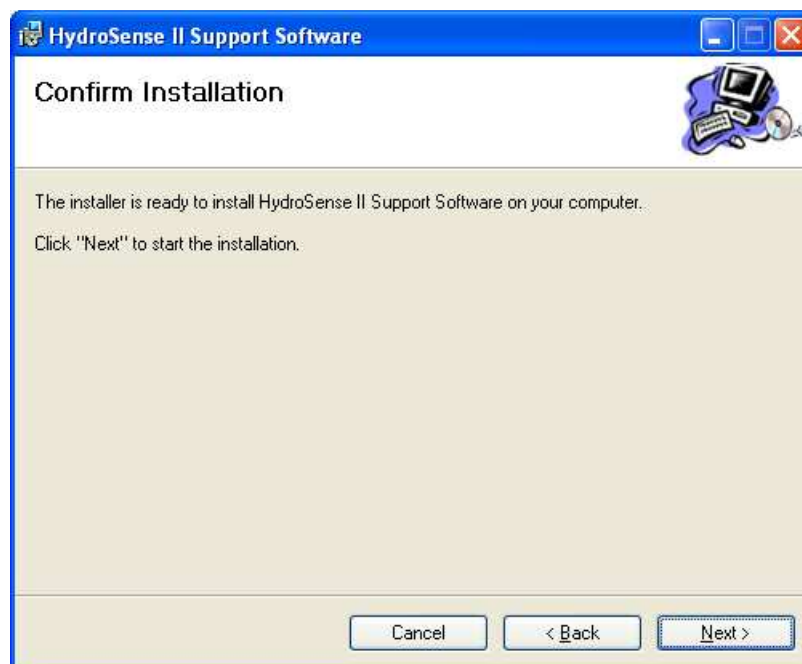 HydroSense II Support Software
Confirm Installation
The installer is ready to install HydroSense II Support Software on your computer.
Click "Next" to start the installation.
Cancel
< Back
Next >